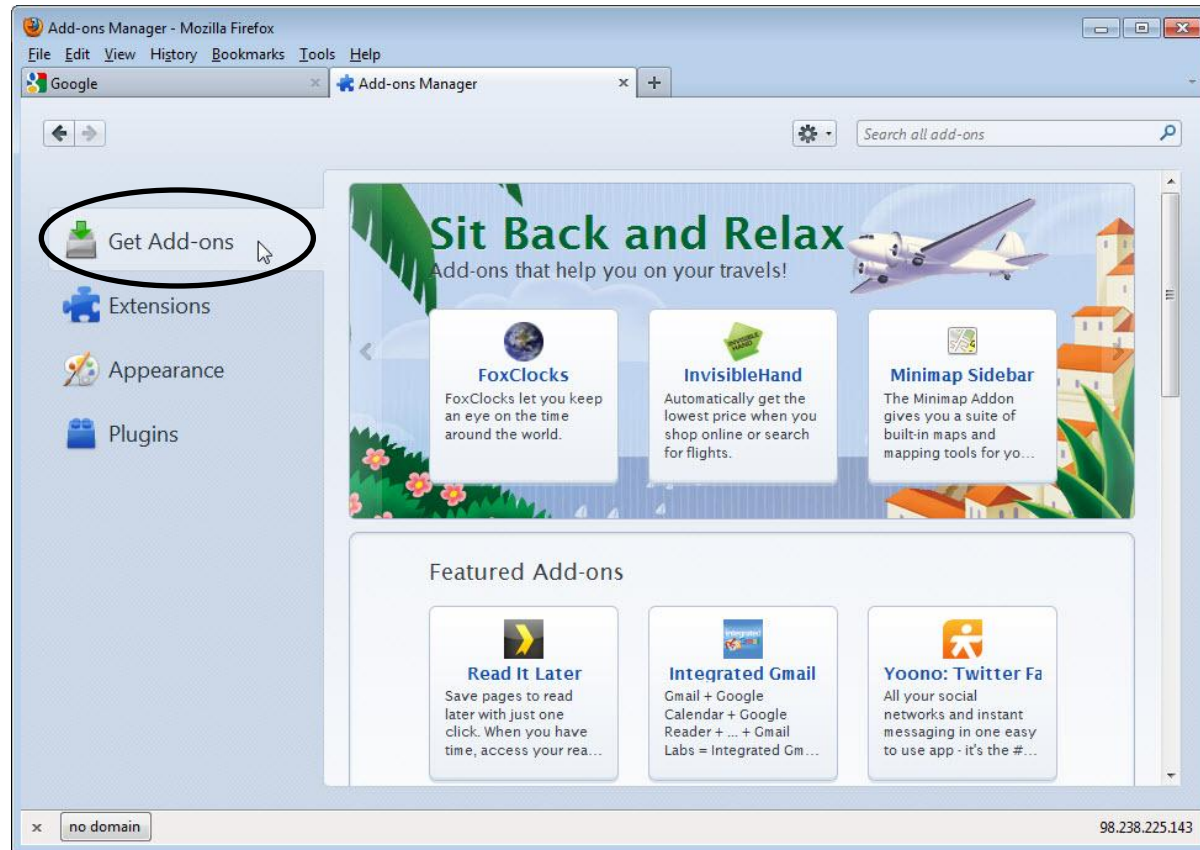 Add-ons Manager - Mozilla Firefox
File Edit View History Bookmarks Tools Help
Google
Add-ons Manager
Search all add-ons
Get Add-ons
Extensions
Appearance
Plugins
Sit Back and Relax
Add-ons that help you on your travels!
FoxClocks
FoxClocks let you keep
an eye on the time
around the world.
INVISIBLE
HAND
InvisibleHand
Automatically get the
lowest price when you
shop online or search
for flights.
Minimap Sidebar
The Minimap Addon
gives you a suite of
built-in maps and
mapping tools for yo...
Featured Add-ons
Read It Later
Save pages to read
later with just one
click. When you have
time, access your rea...
Integrated
Integrated Gmail
Gmail + Google
Calendar + Google
Reader + ... + Gmail
Labs = Integrated Gm...
Yoono: Twitter Fa
All your social
networks and instant
messaging in one easy
to use app - it's the #...
x no domain
98.238.225.143